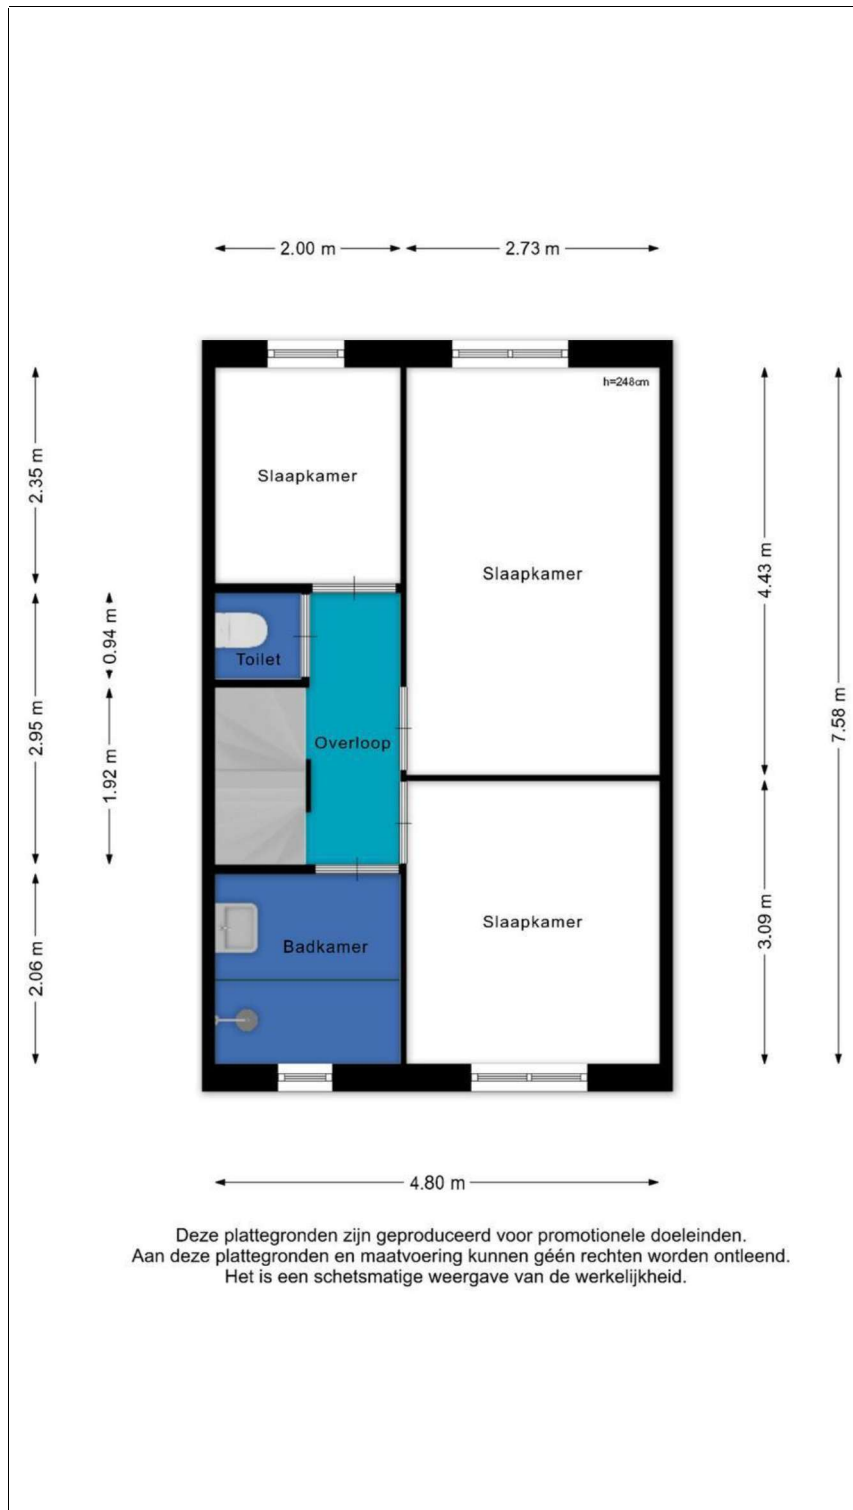 2.00 m
2.73 m
h=248cm
2.35 m
Slaapkamer
4.43 m
Slaapkamer
0.94 m
Toilet
2.95 m
7.58 m
Overloop
1.92 m
3.09 m
Slaapkamer
2.06 m
Badkamer
4.80 m
Deze plattegronden zijn geproduceerd voor promotionele doeleinden.
Aan deze plattegronden en maatvoering kunnen géén rechten worden ontleend.
Het is een schetsmatige weergave van de werkelijkheid.